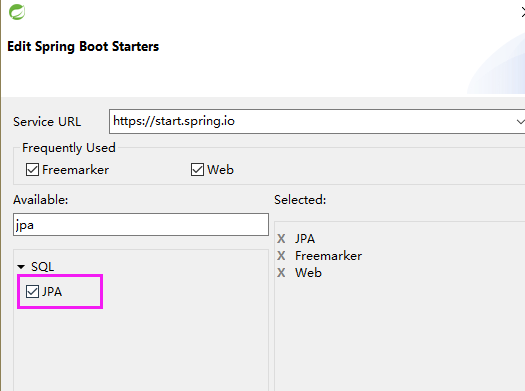 Edit Spring Boot Starters
Service URL
https://start.spring.io
Frequently Used
Freemarker
Web
Available:
Selected:
jpa
SQL
JPA
X JPA
X Freemarker
X Web